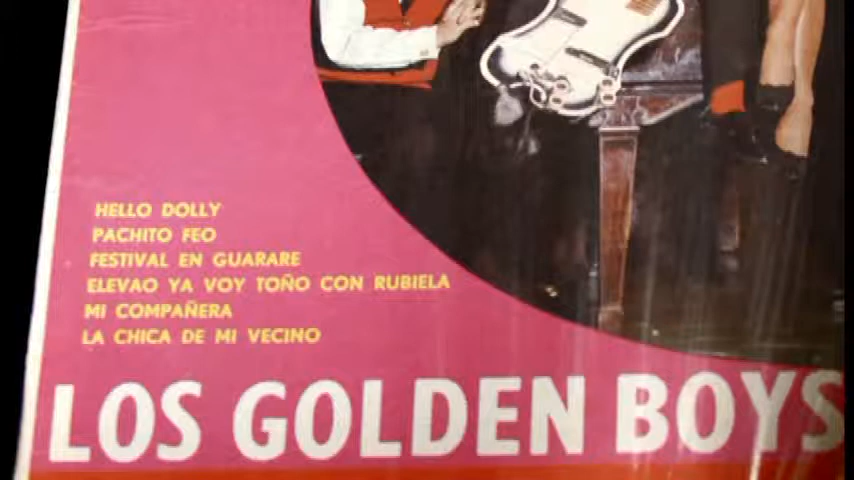 HELLO DOLLY
PACHITO FEO
FESTIVAL EN GUARARE
ELEVAO YA VOY TOÑO CON RUBIELA
MI COMPAÑERA
LA CHICA DE MI VECINO
LOS GOLDEN BOYS